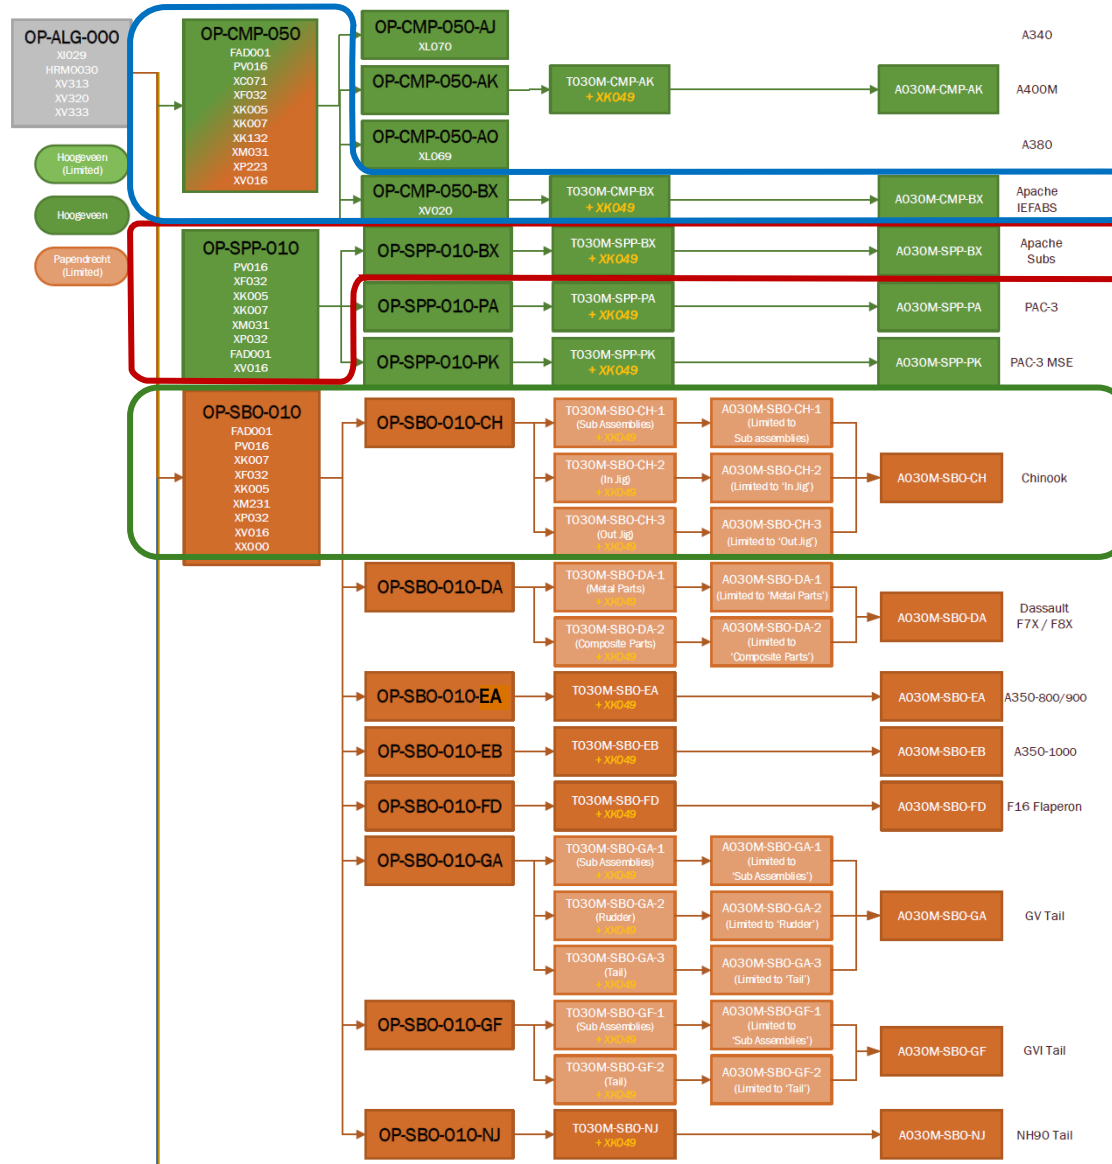 OP-ALG-000
XI029
HRM0030
XV313
XV320
XV333
Hoogeveen
(Limited)
Hoogeveen
Papendrecht
(Limited)
OP-CMP-050
FAD001
PV016
XC071
XF032
XK005
XK007
XK132
XM031
XP223
XV016
OP-CMP-050-AJ
XL070
A340
OP-CMP-050-AK
T030M-CMP-AK
+ XK049
A030M-CMP-AK
A400M
OP-CMP-050-AO
XL069
A380
OP-CMP-050-BX
XV020
T030M-CMP-BX
+ XK049
A030M-CMP-BX
Apache
IEFABS
OP-SPP-010
PV016
XF032
XK005
XK007
XM031
XP032
FAD001
XV016
OP-SPP-010-BX
T030M-SPP-BX
+ XK049
A030M-SPP-BX
Apache
Subs
OP-SPP-010-PA
T030M-SPP-PA
+ XK049
A030M-SPP-PA
PAC-3
OP-SPP-010-PK
T030M-SPP-PK
+ XK049
A030M-SPP-PK
PAC-3 MSE
OP-SBO-010
FAD001
PV016
XK007
XF032
XK005
XM231
XP032
XV016
XX000
OP-SBO-010-CH
T030M-SBO-CH-1
(Sub Assemblies)
+ XK049
A030M-SBO-CH-1
(Limited to
Sub assemblies)
T030M-SBO-CH-2
(In Jig)
+ XK049
A030M-SBO-CH-2
(Limited to 'In Jig')
T030M-SBO-CH-3
(Out Jig)
+ XK049
A030M-SBO-CH-3
(Limited to 'Out Jig')
A030M-SBO-CH
Chinook
OP-SBO-010-DA
T030M-SBO-DA-1
(Metal Parts)
+ XK049
A030M-SBO-DA-1
(Limited to 'Metal Parts')
T030M-SBO-DA-2
(Composite Parts)
+ XK049
A030M-SBO-DA-2
(Limited to
'Composite Parts')
A030M-SBO-DA
Dassault
F7X / F8X
OP-SBO-010-EA
T030M-SBO-EA
+ XK049
A030M-SBO-EA
A350-800/900
OP-SBO-010-EB
T030M-SBO-EB
+ XK049
A030M-SBO-EB
A350-1000
OP-SBO-010-FD
T030M-SBO-FD
+ XK049
A030M-SBO-FD
F16 Flaperon
OP-SBO-010-GA
T030M-SBO-GA-1
(Sub Assemblies)
+ XK049
A030M-SBO-GA-1
(Limited to
'Sub Assemblies')
T030M-SBO-GA-2
(Rudder)
+ XK049
A030M-SBO-GA-2
(Limited to 'Rudder')
T030M-SBO-GA-3
(Tail)
+ XK049
A030M-SBO-GA-3
(Limited to 'Tail')
A030M-SBO-GA
GV Tail
OP-SBO-010-GF
T030M-SBO-GF-1
(Sub Assemblies)
+ XK049
A030M-SBO-GF-1
(Limited to
'Sub Assemblies')
T030M-SBO-GF-2
(Tail)
+ XK049
A030M-SBO-GF-2
(Limited to 'Tail')
A030M-SBO-GF
GVI Tail
OP-SBO-010-NJ
T030M-SBO-NJ
+ XK049
A030M-SBO-NJ
NH90 Tail